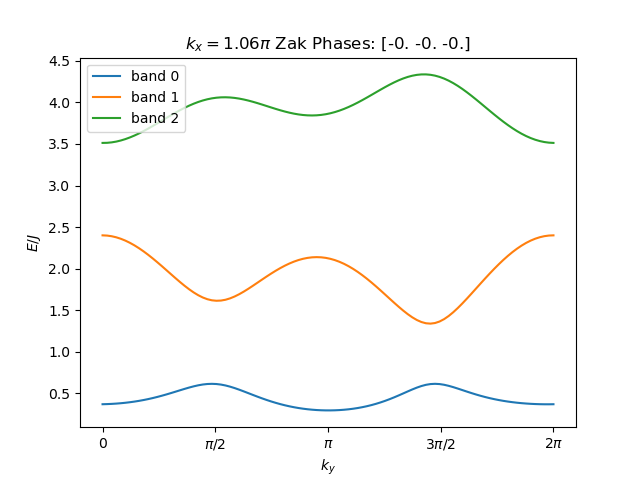 kₓ = 1.06π Zak Phases: [-0. -0. -0.]
band 0
band 1
band 2
4.5
4.0
3.5
3.0
2.5
2.0
1.5
1.0
0.5
E/J
0 π/2 π 3π/2 2π
k_y